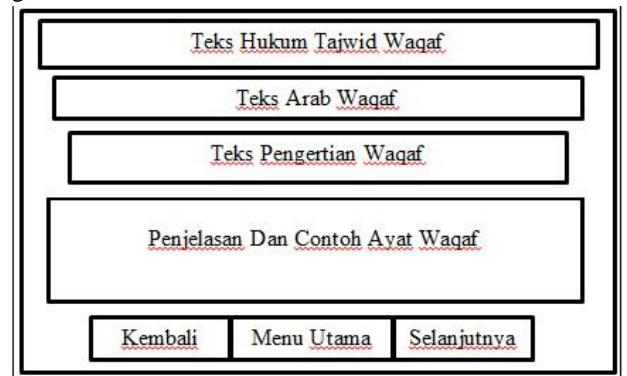 Teks Hukum Tajwid Waqaf
Teks Arab Waqaf
Teks Pengertian Waqaf
Penjelasan Dan Contoh Ayat Waqaf
Kembali Menu Utama Selanjutnya